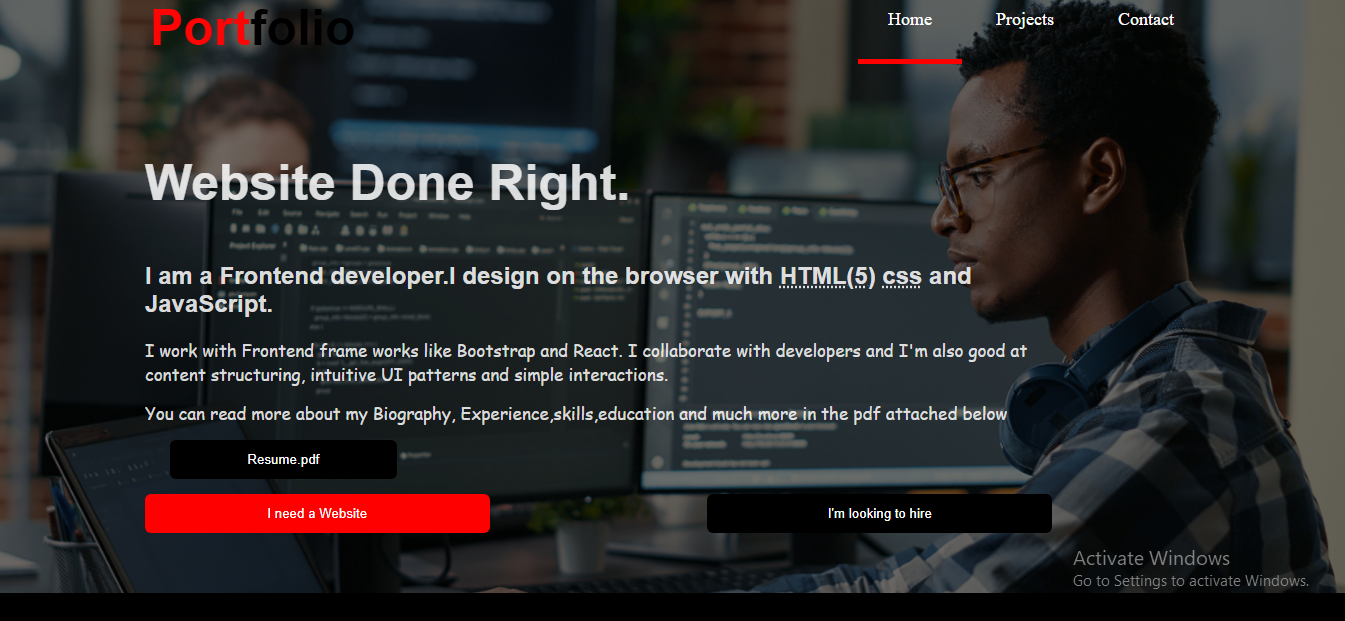 Portfolio
Home Projects Contact
Website Done Right.
I am a Frontend developer.I design on the browser with HTML(5) css and
JavaScript.
I work with Frontend frame works like Bootstrap and React. I collaborate with developers and I'm also good at
content structuring, intuitive UI patterns and simple interactions.
You can read more about my Biography, Experience,skills,education and much more in the pdf attached below
Resume.pdf
I need a Website I'm looking to hire
Activate Windows
Go to Settings to activate Windows.